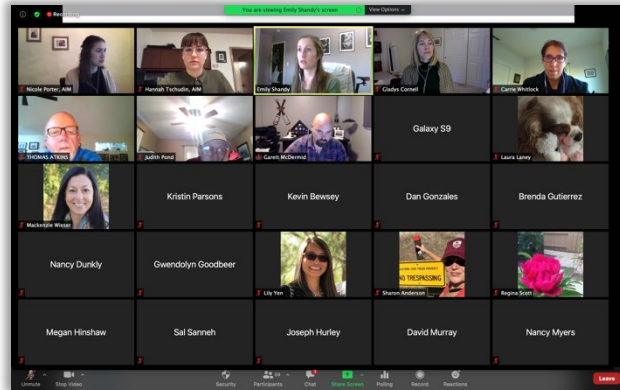 Recording
You are viewing Emily Shandy's screen
View Options
Nicole Porter, AIM
Hannah Tschudin, AIM
Emily Shandy
Gladys Cornell
Carrie Whitlock
THOMAS ATKINS
Judith Pond
Garett McDermid
Galaxy S9
Laura Laney
Mackenzie Wieser
Kristin Parsons
Kevin Bewsey
Dan Gonzales
Brenda Gutierrez
Nancy Dunkly
Gwendolyn Goodbeer
Lily Yen
NO TRESPASSING
Sharon Anderson
Regina Scott
Megan Hinshaw
Sal Sanneh
Joseph Hurley
David Murray
Nancy Myers
Unmute
Stop Video
Security
Participants
Chat
Share Screen
Polling
Record
Reactions
Leave